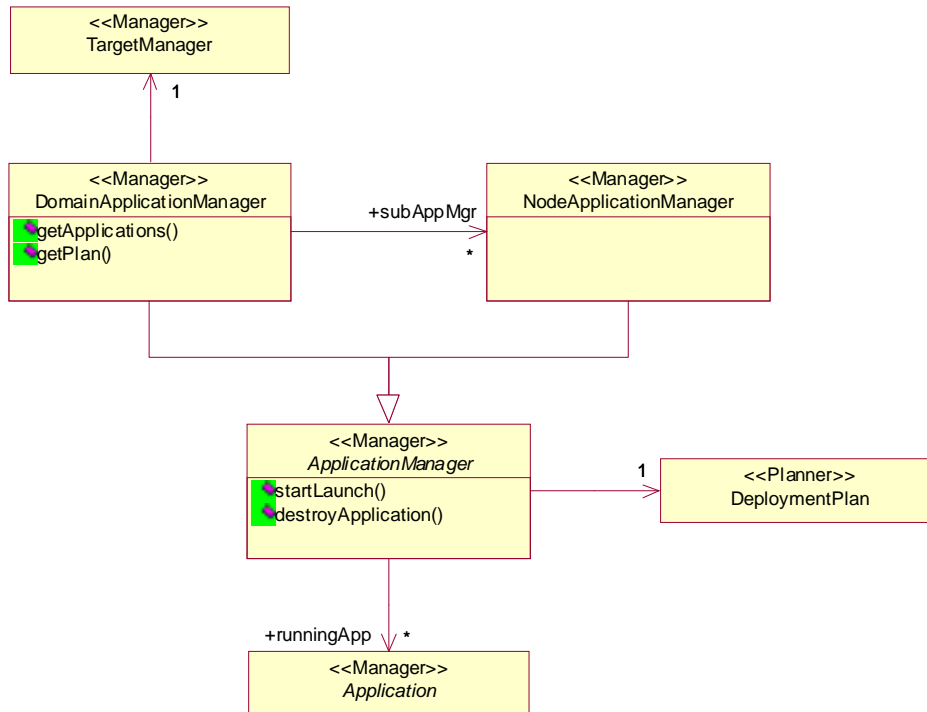 <<Manager>>
TargetManager
1
<<Manager>>
DomainApplicationManager
getApplications()
getPlan()
+subAppMgr
*
<<Manager>>
NodeApplicationManager
<<Manager>>
ApplicationManager
startLaunch()
destroyApplication()
1
<<Planner>>
DeploymentPlan
+runningApp
*
<<Manager>>
Application